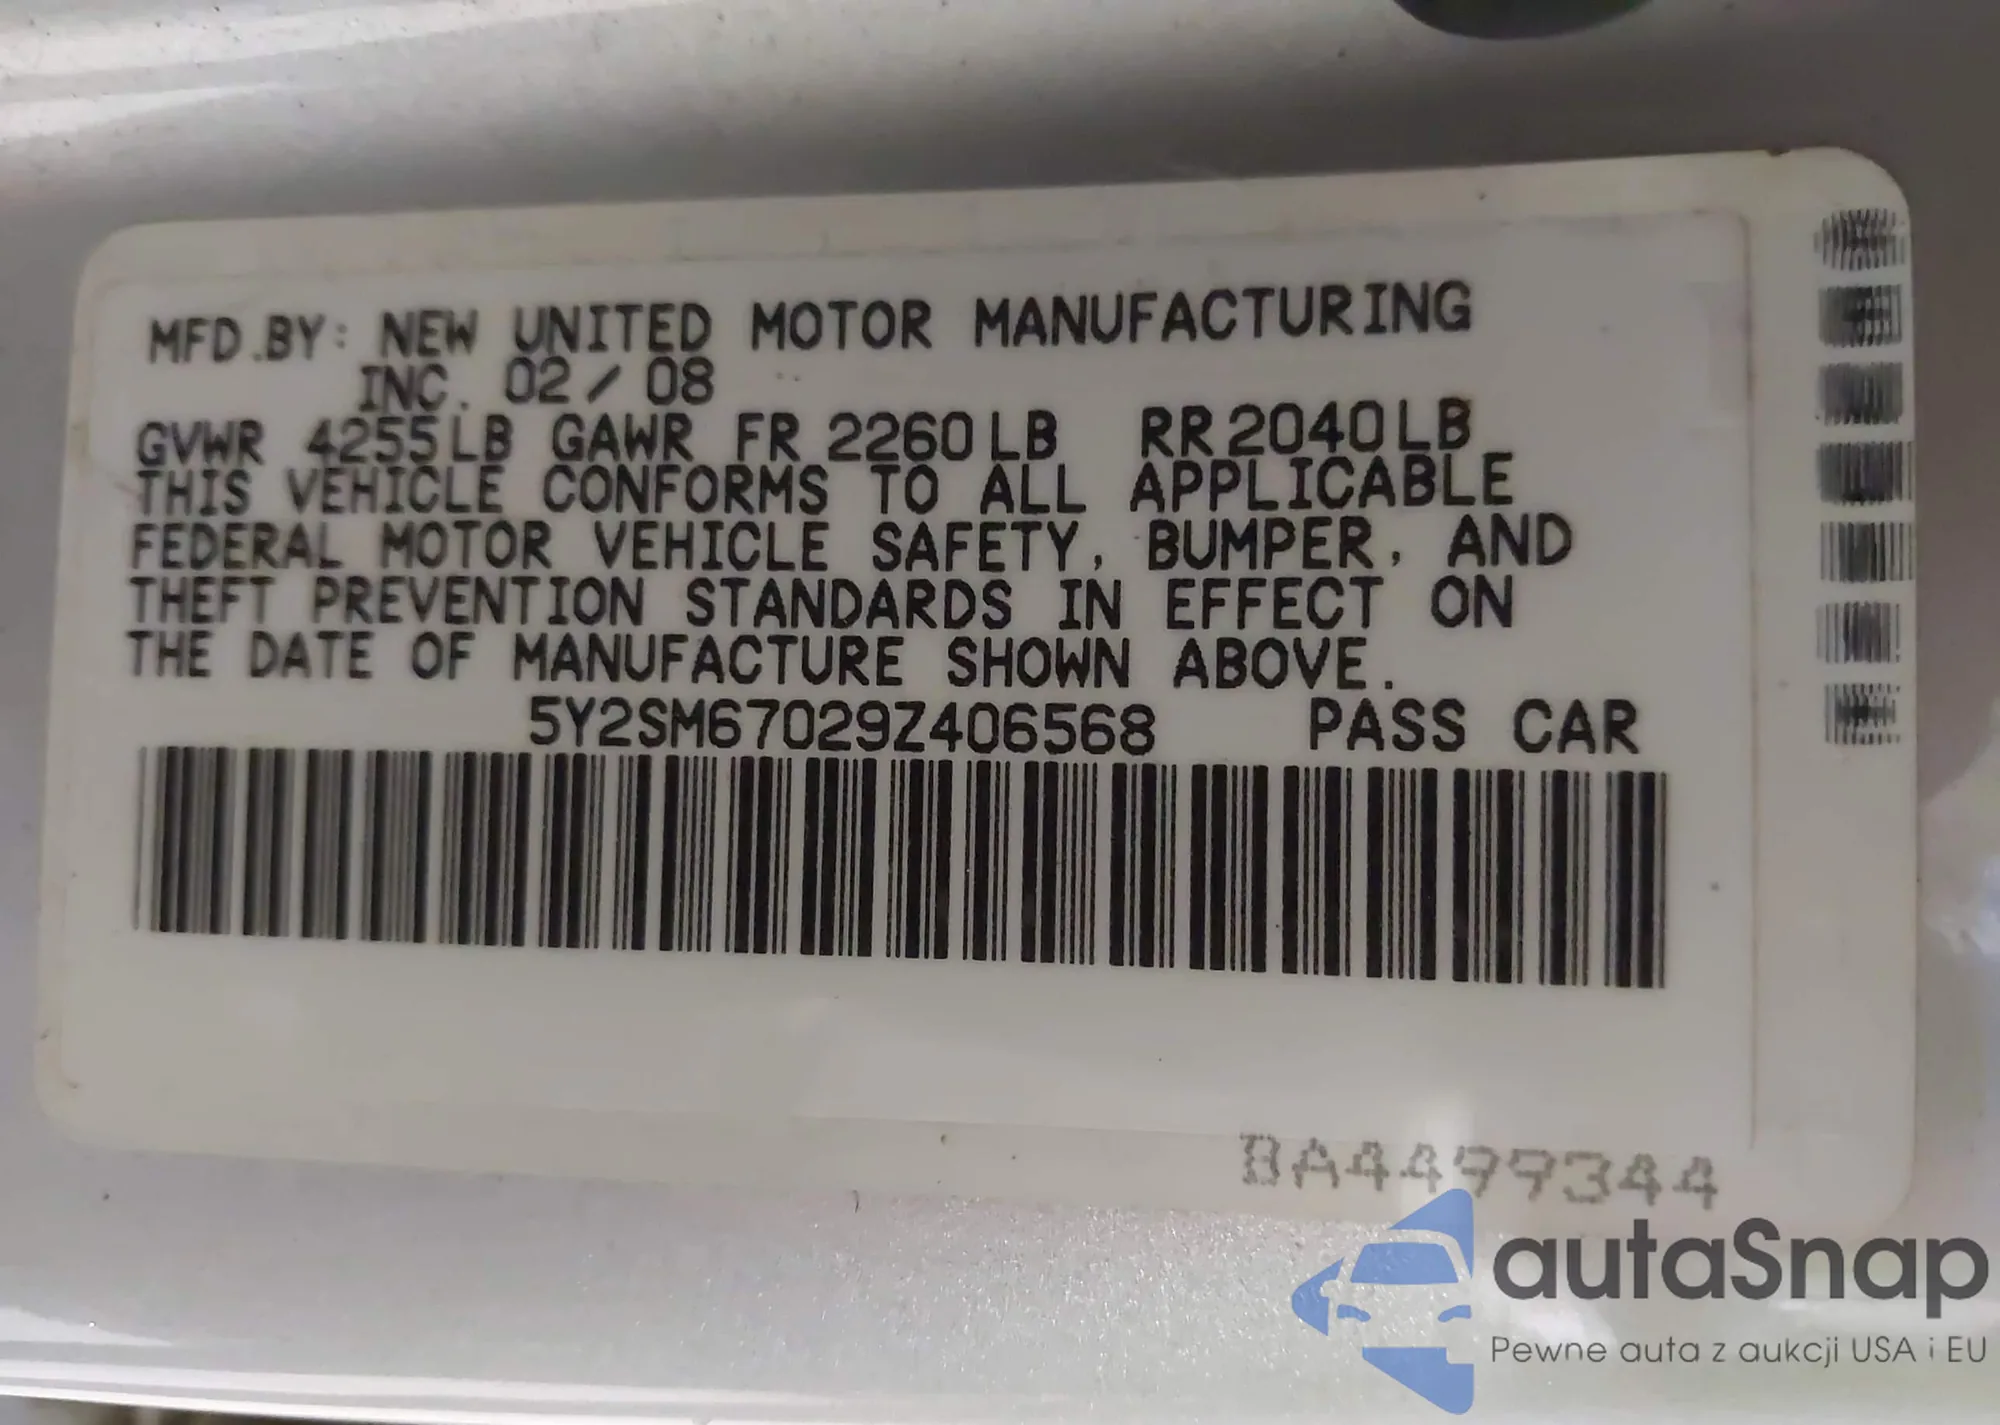 MFD.BY: NEW UNITED MOTOR MANUFACTURING
INC. 02/08
GVWR 4255LB GAWR FR 2260LB RR 2040LB
THIS VEHICLE CONFORMS TO ALL APPLICABLE
FEDERAL MOTOR VEHICLE SAFETY, BUMPER, AND
THEFT PREVENTION STANDARDS IN EFFECT ON
THE DATE OF MANUFACTURE SHOWN ABOVE.
5Y2SM67029Z406568 PASS CAR
BA4499344
autaSnap
Pewne auta z aukcji USA i EU